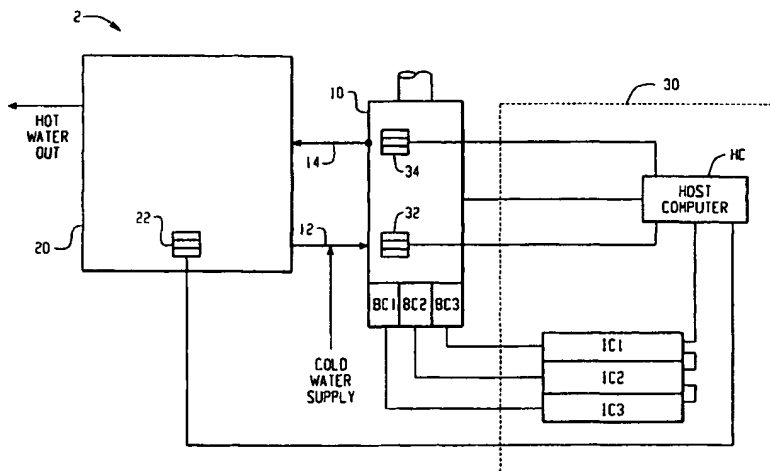 2
10
30
HOT
WATER
OUT
14
34
HC
HOST
COMPUTER
22
12
32
20
BC1 BC2 BC3
COLD
WATER
SUPPLY
IC1
IC2
IC3